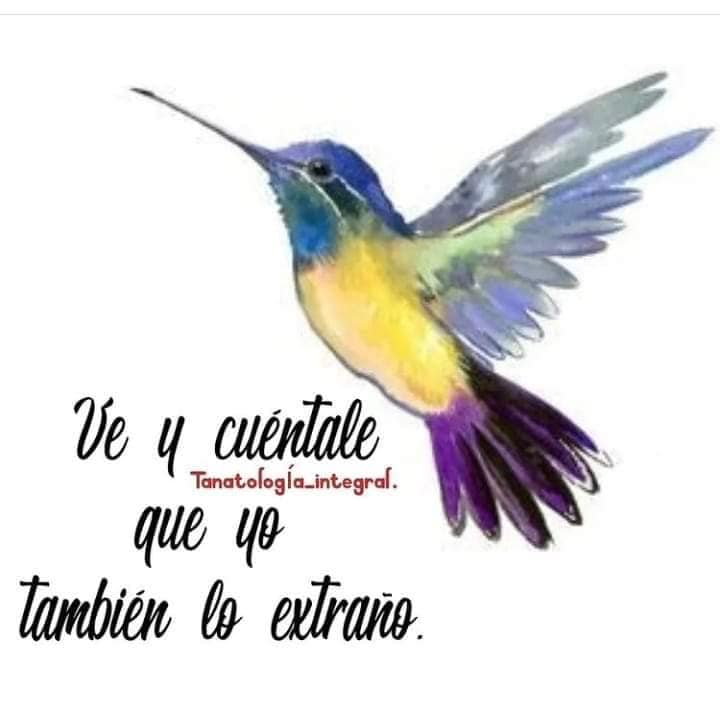 Ve y cuéntale
Tanatología_integral.
que yo
también lo extraño.